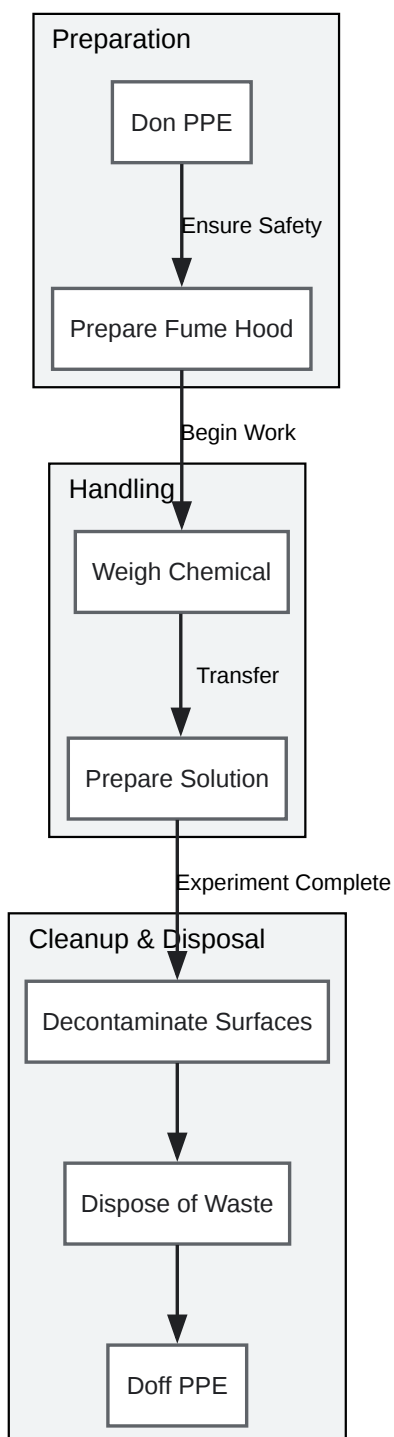 Preparation
Don PPE
Ensure Safety
Prepare Fume Hood
Begin Work
Handling
Weigh Chemical
Transfer
Prepare Solution
Experiment Complete
Cleanup & Disposal
Decontaminate Surfaces
Dispose of Waste
Doff PPE